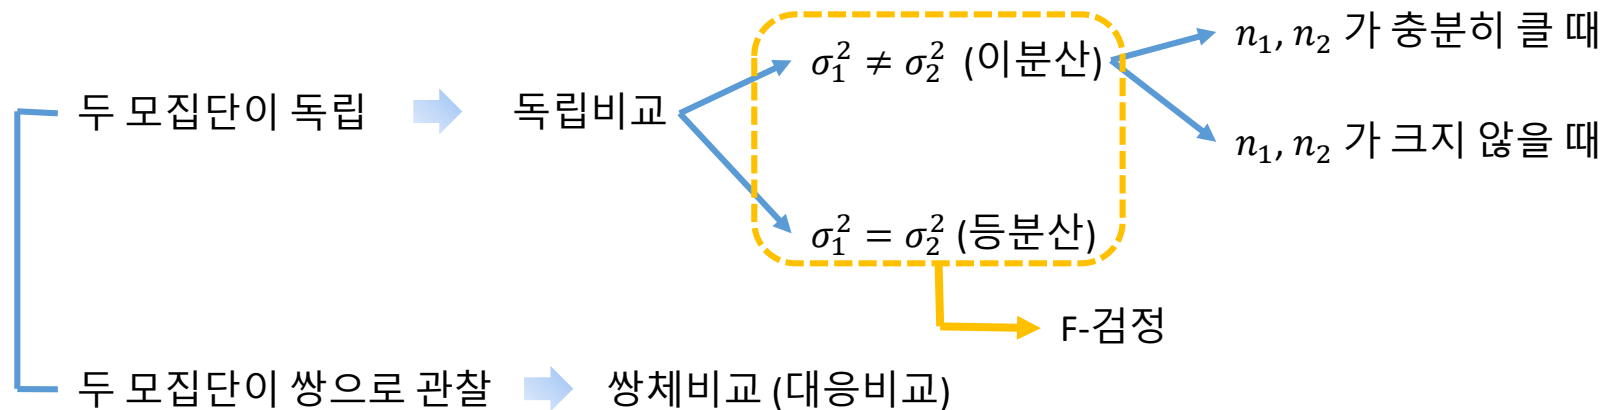 두 모집단이 독립
독립비교
σ₁² ≠ σ₂² (이분산)
n₁, n₂ 가 충분히 클 때
n₁, n₂ 가 크지 않을 때
σ₁² = σ₂² (등분산)
F-검정
두 모집단이 쌍으로 관찰
쌍체비교 (대응비교)